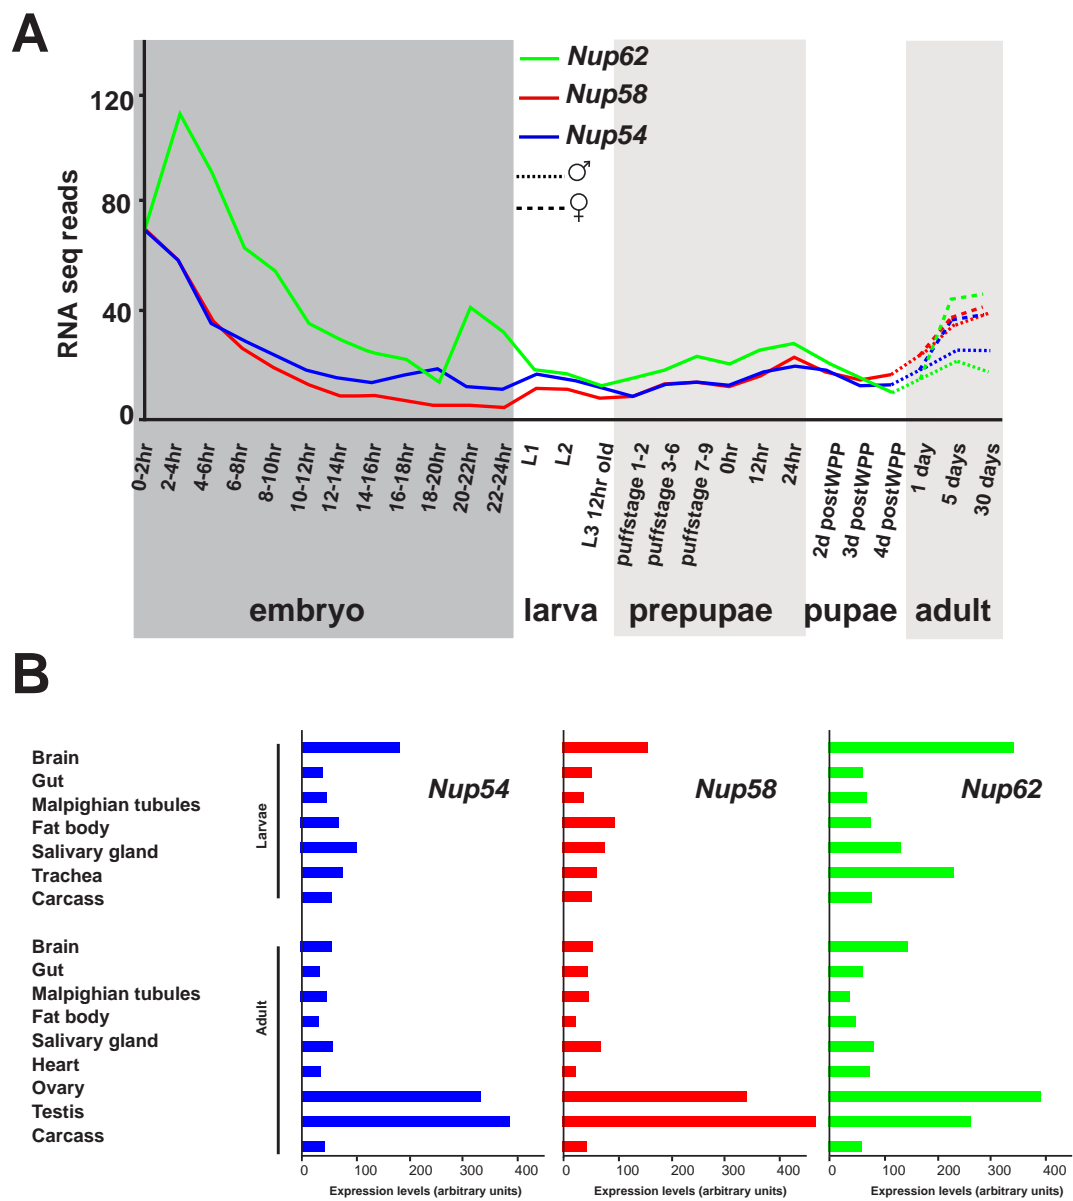 A
Nup62
Nup58
Nup54
♂
♀
RNA seq reads
120
80
40
0
0-2hr
2-4hr
4-6hr
6-8hr
8-10hr
10-12hr
12-14hr
14-16hr
16-18hr
18-20hr
20-22hr
22-24hr
L1
L2
L3 12hr old
puffstage 1-2
puffstage 3-6
puffstage 7-9
0hr
12hr
24hr
2d postWPP
3d postWPP
4d postWPP
1 day
5 days
30 days
embryo
larva
prepupae
pupae
adult
B
Larvae
Brain
Gut
Malpighian tubules
Fat body
Salivary gland
Trachea
Carcass
Adult
Brain
Gut
Malpighian tubules
Fat body
Salivary gland
Heart
Ovary
Testis
Carcass
Nup54
0 100 200 300 400
Expression levels (arbitrary units)
Nup58
0 100 200 300 400
Expression levels (arbitrary units)
Nup62
0 100 200 300 400
Expression levels (arbitrary units)